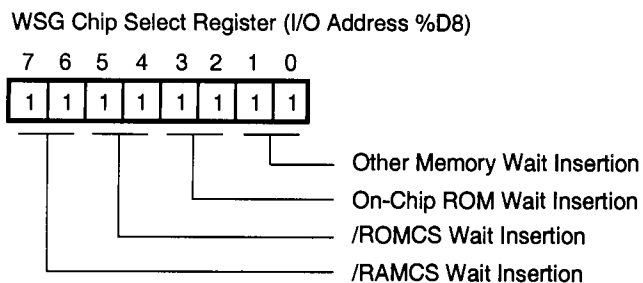 WSG Chip Select Register (I/O Address %D8)
7 6 5 4 3 2 1 0
1 1 1 1 1 1 1 1
Other Memory Wait Insertion
On-Chip ROM Wait Insertion
/ROMCS Wait Insertion
/RAMCS Wait Insertion